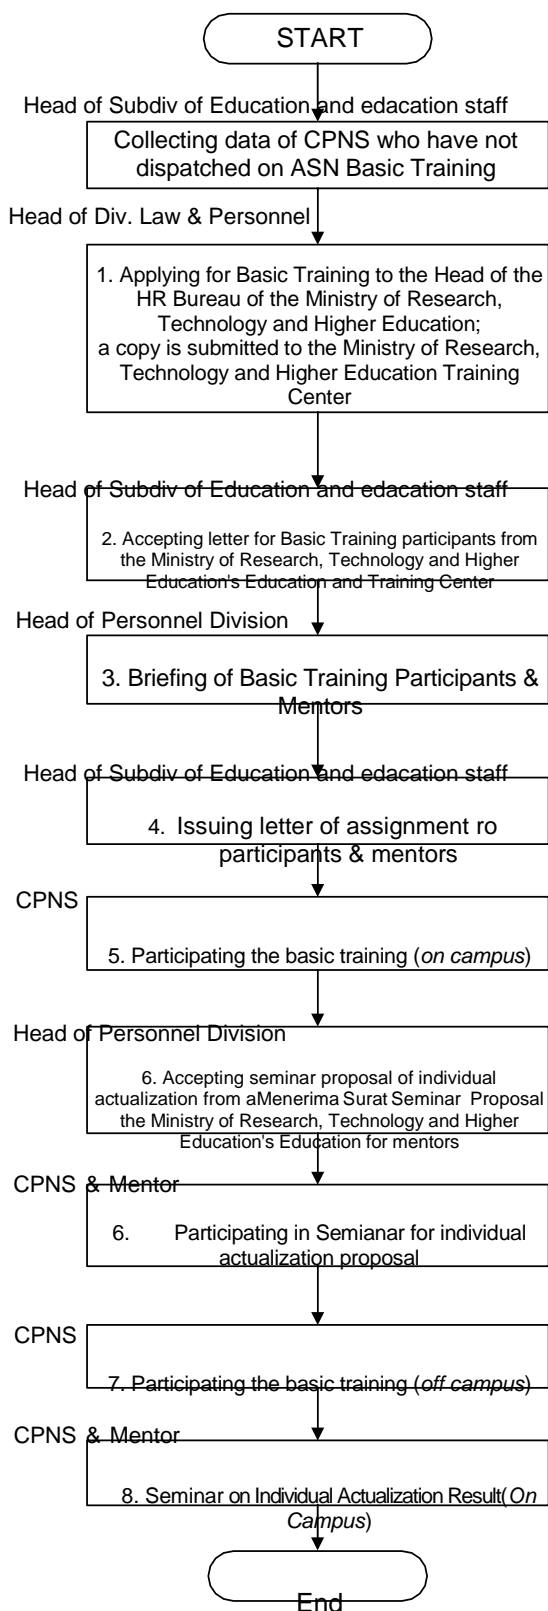 START
Head of Subdiv of Education and edacation staff
Collecting data of CPNS who have not
dispatched on ASN Basic Training
Head of Div. Law & Personnel
1. Applying for Basic Training to the Head of the
HR Bureau of the Ministry of Research,
Technology and Higher Education;
a copy is submitted to the Ministry of Research,
Technology and Higher Education Training
Center
Head of Subdiv of Education and edacation staff
2. Accepting letter for Basic Training participants from
the Ministry of Research, Technology and Higher
Education's Education and Training Center
Head of Personnel Division
3. Briefing of Basic Training Participants &
Mentors
Head of Subdiv of Education and edacation staff
4. Issuing letter of assignment ro
participants & mentors
CPNS
5. Participating the basic training (on campus)
Head of Personnel Division
6. Accepting seminar proposal of individual
actualization from aMenerima Surat Seminar Proposal
the Ministry of Research, Technology and Higher
Education's Education for mentors
CPNS & Mentor
6. Participating in Semianar for individual
actualization proposal
CPNS
7. Participating the basic training (off campus)
CPNS & Mentor
8. Seminar on Individual Actualization Result(On
Campus)
End